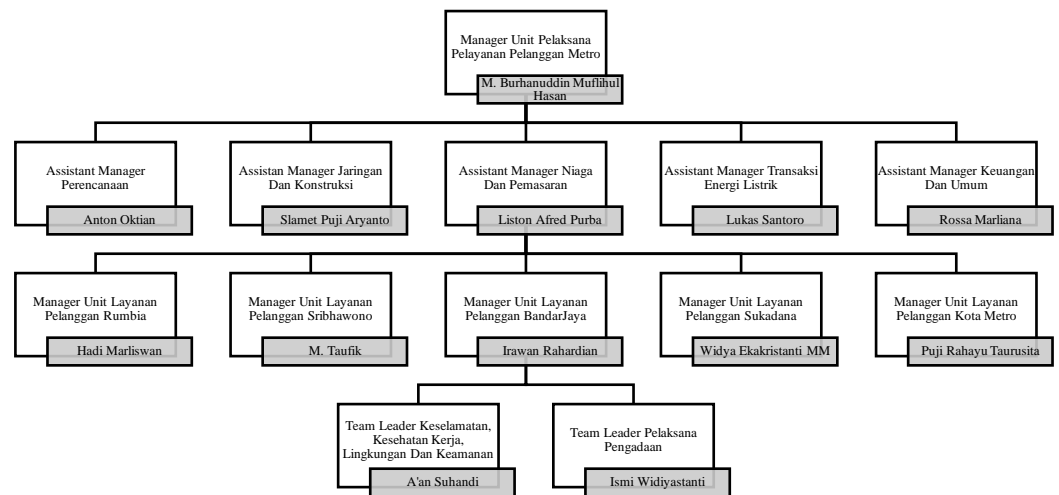 Manager Unit Pelaksana
Pelayanan Pelanggan Metro
M. Burhanuddin Muflihul
Hasan
Assistant Manager
Perencanaan
Anton Oktian
Assistan Manager Jaringan
Dan Konstruksi
Slamet Puji Aryanto
Assistant Manager Niaga
Dan Pemasaran
Liston Afred Purba
Assistant Manager Transaksi
Energi Listrik
Lukas Santoro
Assistant Manager Keuangan
Dan Umum
Rossa Marliana
Manager Unit Layanan
Pelanggan Rumbia
Hadi Marliswan
Manager Unit Layanan
Pelanggan Sribhawono
M. Taufik
Manager Unit Layanan
Pelanggan BandarJaya
Irawan Rahardian
Manager Unit Layanan
Pelanggan Sukadana
Widya Ekakristanti MM
Manager Unit Layanan
Pelanggan Kota Metro
Puji Rahayu Taurusita
Team Leader Keselamatan,
Kesehatan Kerja,
Lingkungan Dan Keamanan
A'an Suhandi
Team Leader Pelaksana
Pengadaan
Ismi Widiyastanti